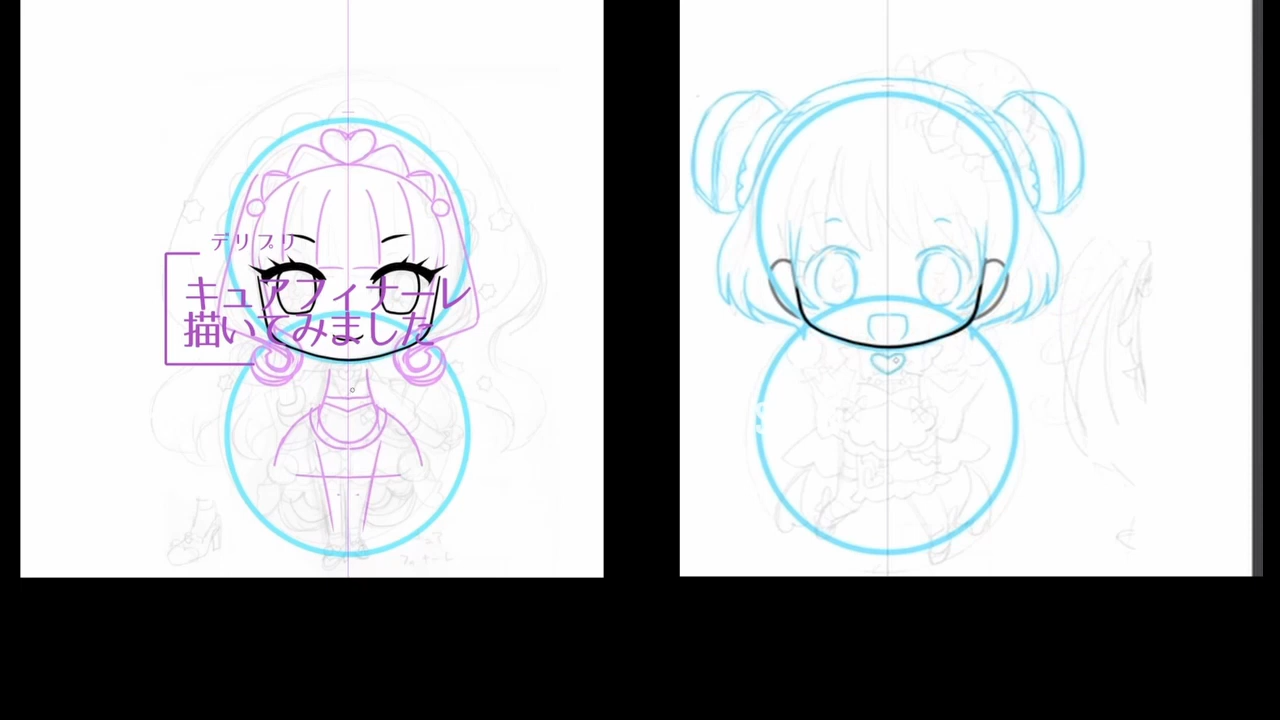 デリプリ
キュアフィナーレ
描いてみました
S